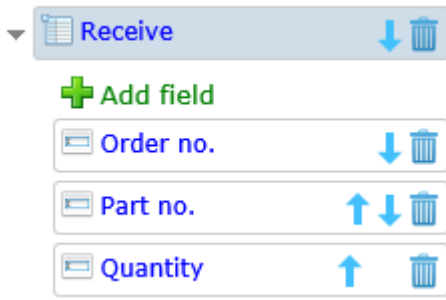 Receive
Add field
Order no.
Part no.
Quantity